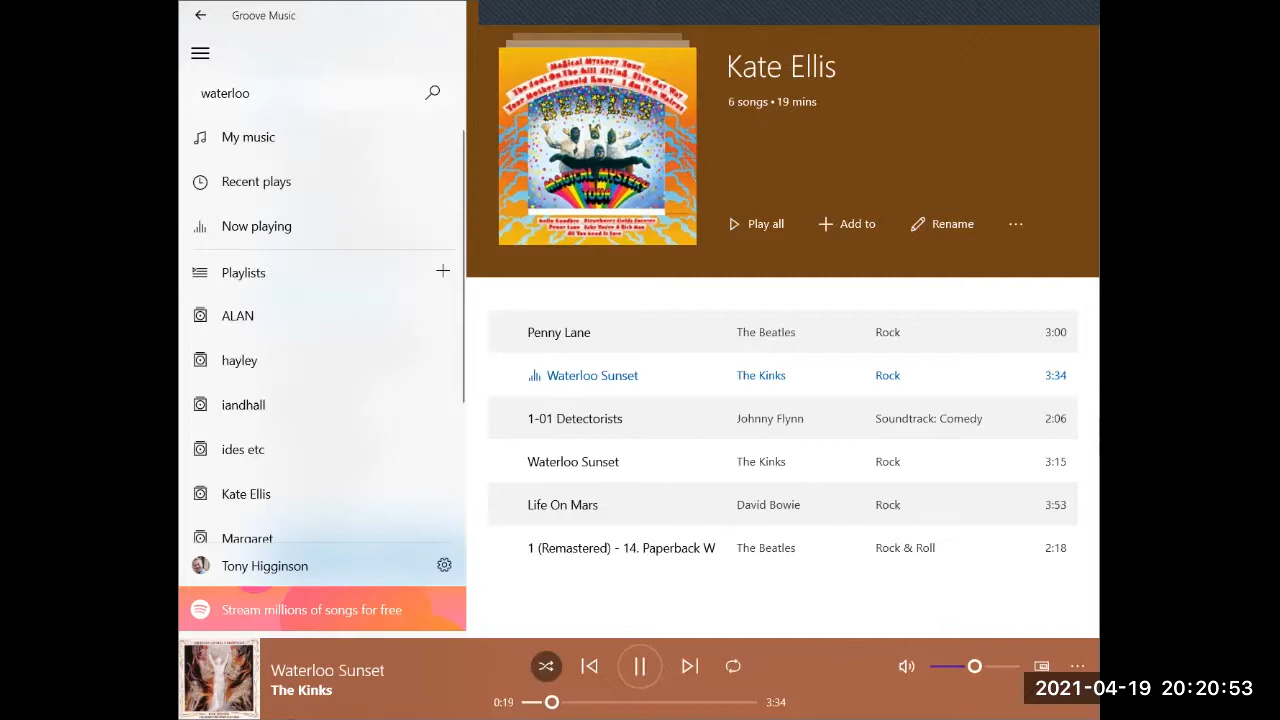 Groove Music
waterloo
My music
Recent plays
Now playing
Playlists
ALAN
hayley
iandhall
ides etc
Kate Ellis
Margaret
Tony Higginson
Stream millions of songs for free
BEATLES
MAGICAL MYSTERY TOUR
Kate Ellis
6 songs • 19 mins
Play all
Add to
Rename
Penny Lane The Beatles Rock 3:00
Waterloo Sunset The Kinks Rock 3:34
1-01 Detectorists Johnny Flynn Soundtrack: Comedy 2:06
Waterloo Sunset The Kinks Rock 3:15
Life On Mars David Bowie Rock 3:53
1 (Remastered) - 14. Paperback W The Beatles Rock & Roll 2:18
Waterloo Sunset
The Kinks
0:19
3:34
2021-04-19 20:20:53